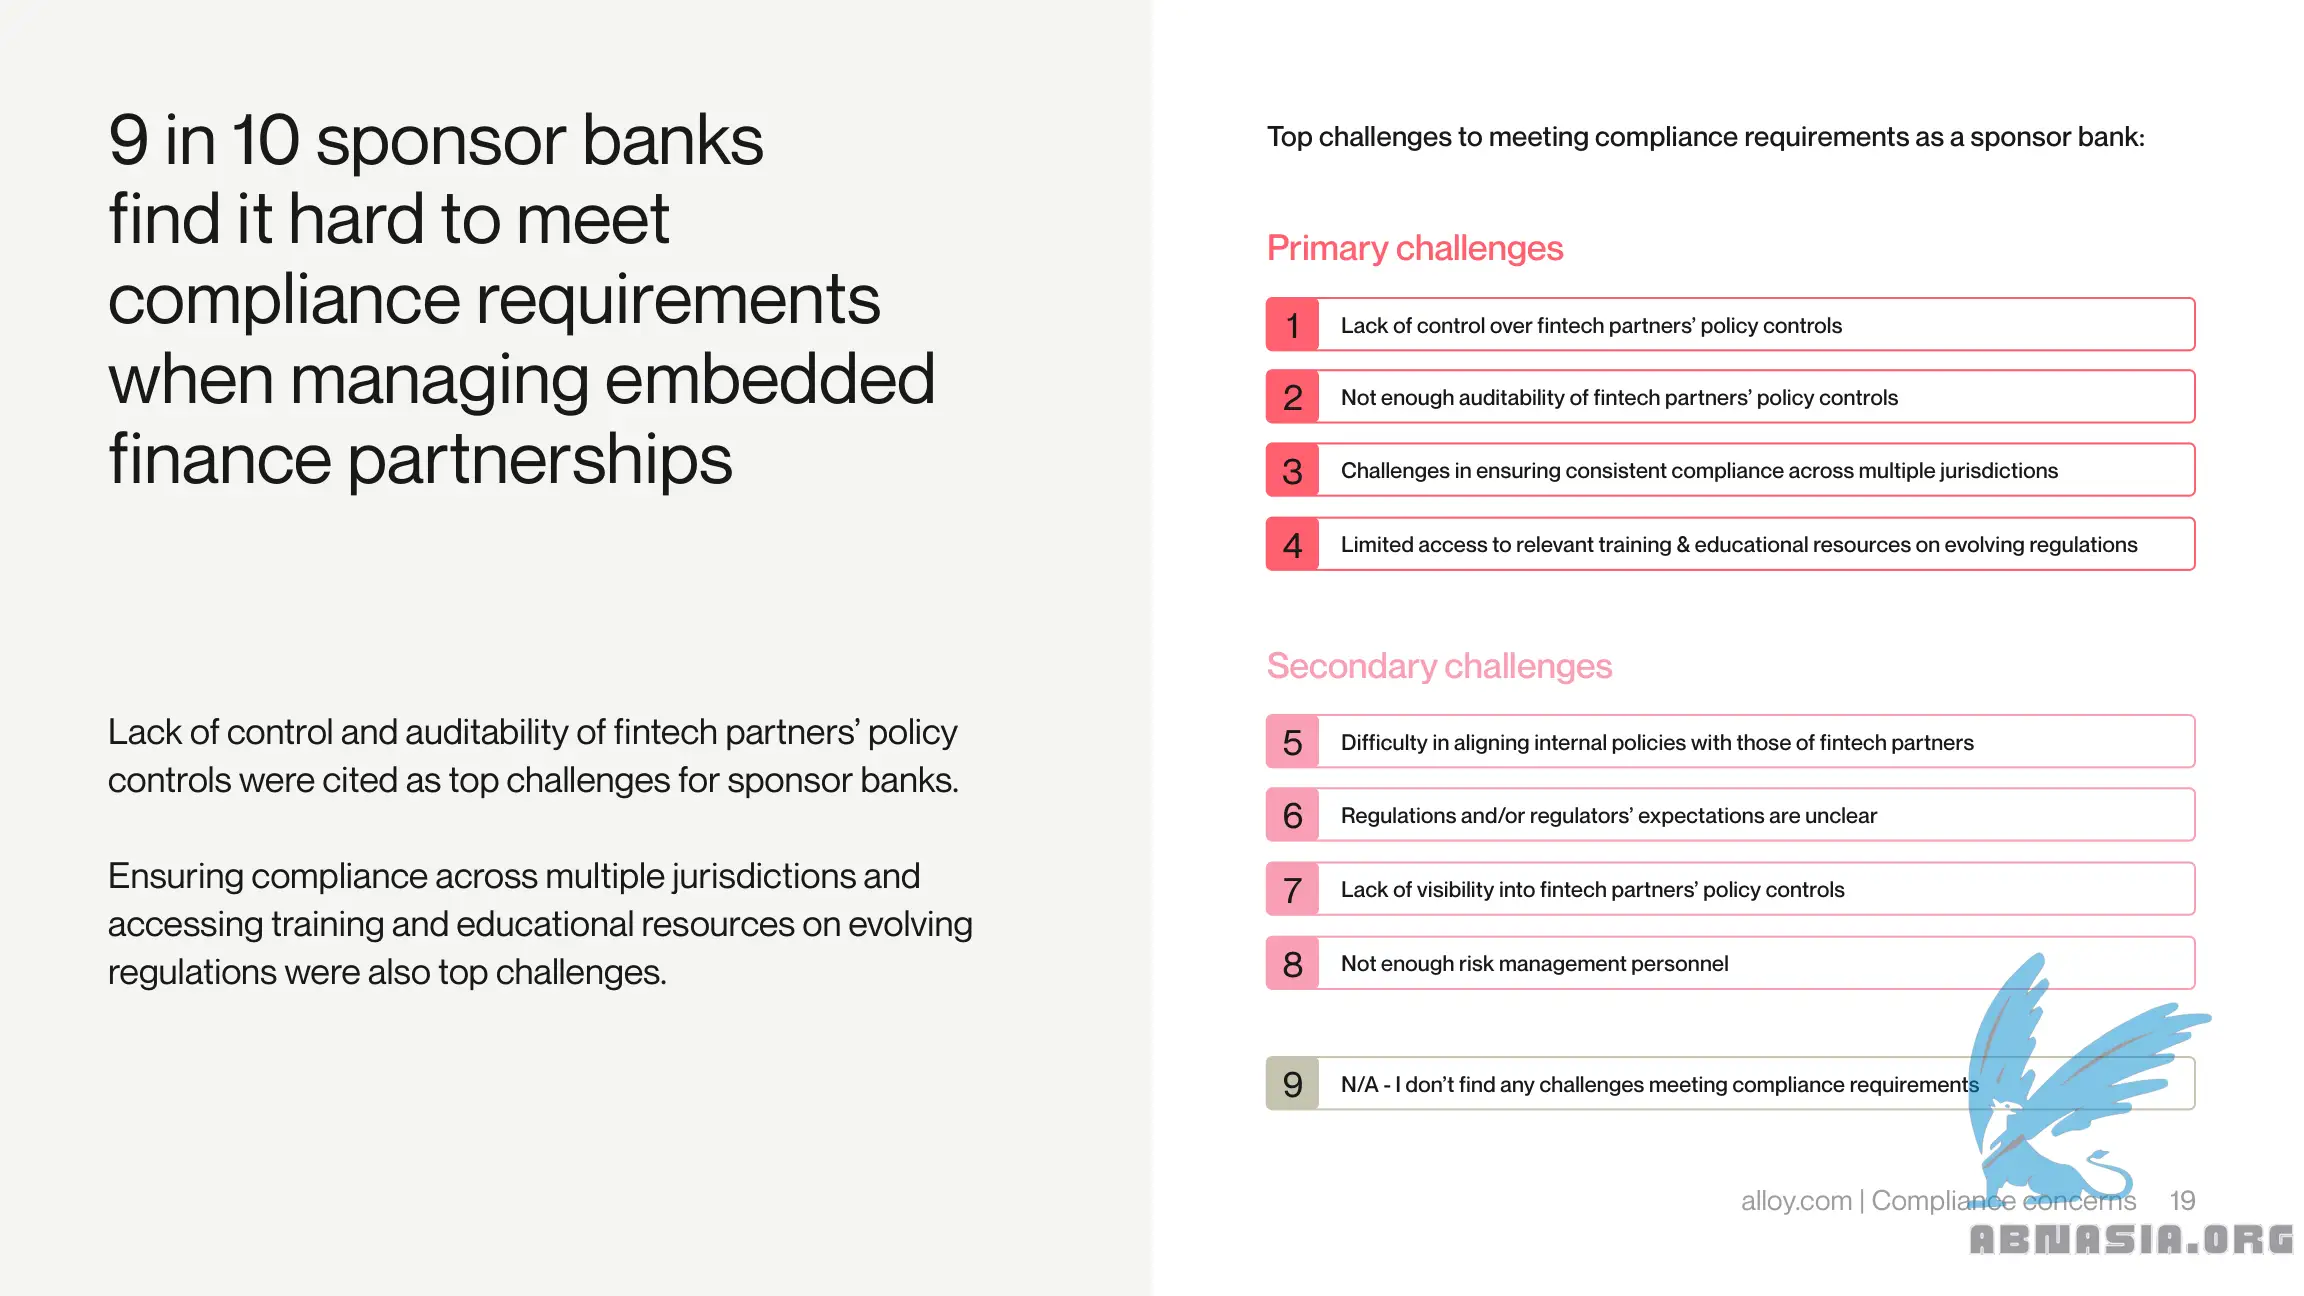 9 in 10 sponsor banks
find it hard to meet
compliance requirements
when managing embedded
finance partnerships
Lack of control and auditability of fintech partners’ policy
controls were cited as top challenges for sponsor banks.
Ensuring compliance across multiple jurisdictions and
accessing training and educational resources on evolving
regulations were also top challenges.
Top challenges to meeting compliance requirements as a sponsor bank:
Primary challenges
1 Lack of control over fintech partners’ policy controls
2 Not enough auditability of fintech partners’ policy controls
3 Challenges in ensuring consistent compliance across multiple jurisdictions
4 Limited access to relevant training & educational resources on evolving regulations
Secondary challenges
5 Difficulty in aligning internal policies with those of fintech partners
6 Regulations and/or regulators’ expectations are unclear
7 Lack of visibility into fintech partners’ policy controls
8 Not enough risk management personnel
9 N/A - I don’t find any challenges meeting compliance requirements
alloy.com | Compliance concerns 19
ABNASIA.ORG